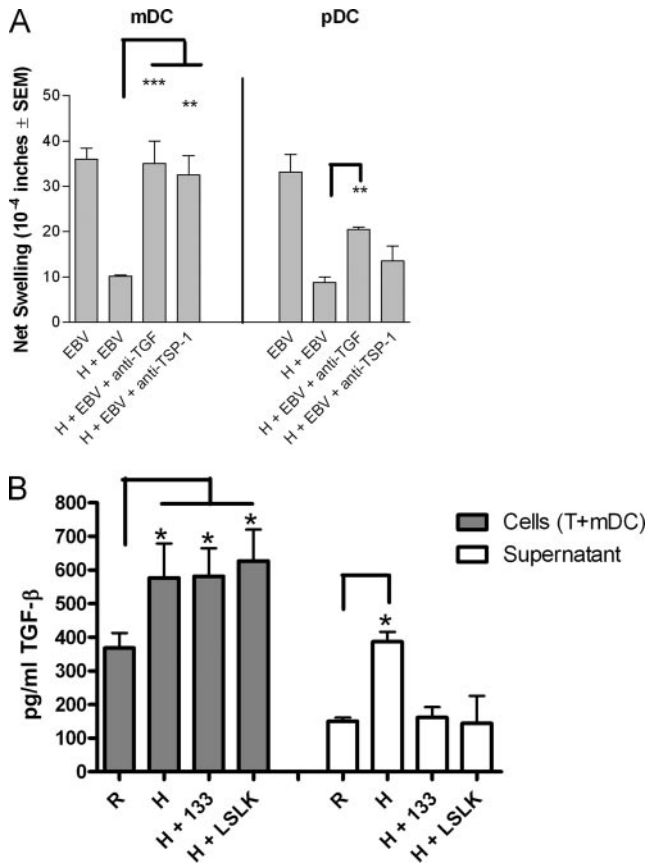 A
mDC
pDC
Net Swelling (10⁻⁴ inches ± SEM)
50
40
30
20
10
0
***
**
**
EBV
H + EBV
H + EBV + anti-TGF
H + EBV + anti-TSP-1
EBV
H + EBV
H + EBV + anti-TGF
H + EBV + anti-TSP-1
B
pg/ml TGF-β
800
700
600
500
400
300
200
100
0
*
*
*
*
Cells (T+mDC)
Supernatant
R
H
H + 133
H + LSLK
R
H
H + 133
H + LSLK